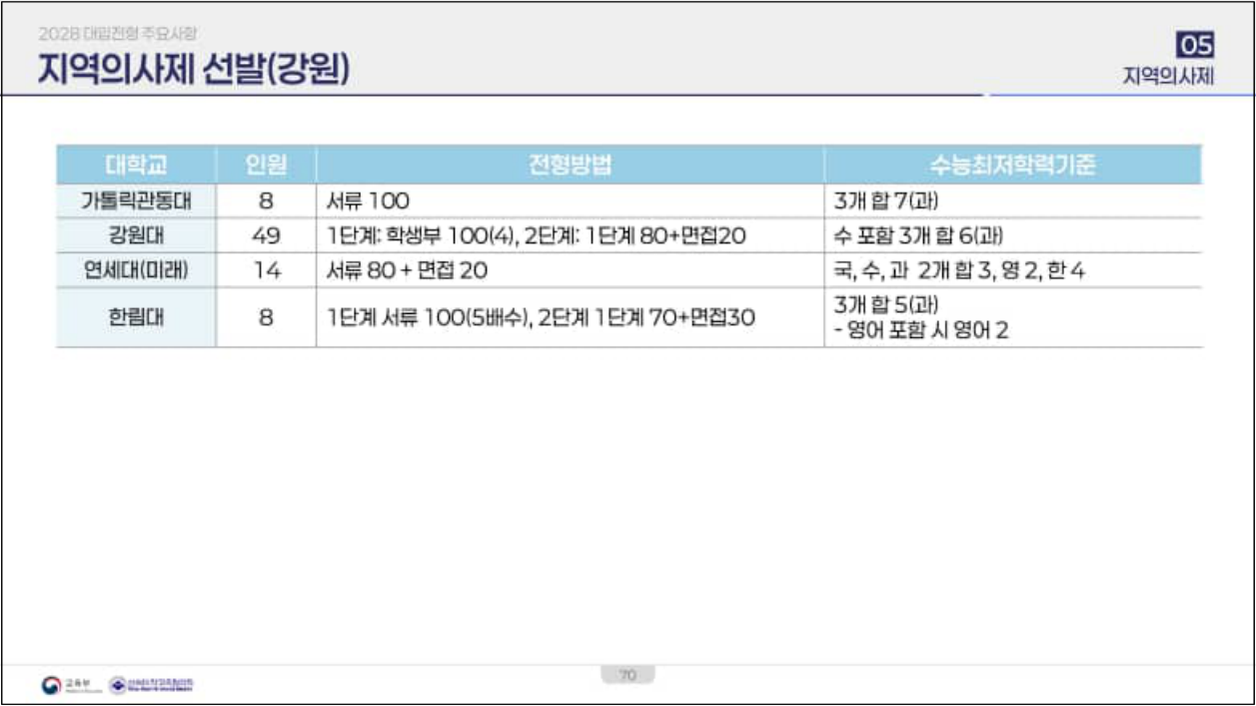 2028 대입전형 주요사항
지역의사제 선발(강원)
05
지역의사제
대학교 인원 전형방법 수능최저학력기준
가톨릭관동대 8 서류 100 3개 합 7(과)
강원대 49 1단계: 학생부 100(4), 2단계: 1단계 80+면접20 수 포함 3개 합 6(과)
연세대(미래) 14 서류 80 + 면접 20 국, 수, 과 2개 합 3, 영 2, 한 4
한림대 8 1단계 서류 100(5배수), 2단계 1단계 70+면접30 3개 합 5(과)
- 영어 포함 시 영어 2
교육부
70